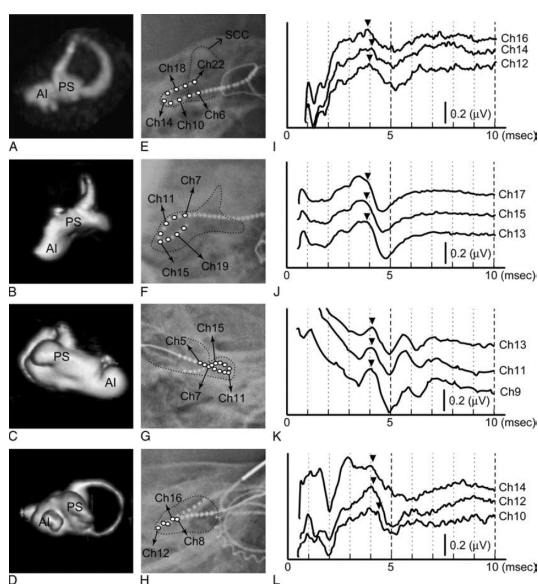 AI
PS
A
SCC
Ch18
Ch22
Ch14
Ch10
Ch6
E
Ch16
Ch14
Ch12
0.2 (μV)
0
5
10 (msec)
I
PS
AI
B
Ch7
Ch11
Ch15
Ch19
F
Ch17
Ch15
Ch13
0.2 (μV)
0
5
10 (msec)
J
PS
AI
C
Ch15
Ch5
Ch7
Ch11
G
Ch13
Ch11
Ch9
0.2 (μV)
0
5
10 (msec)
K
AI
PS
D
Ch16
Ch12
Ch8
H
Ch14
Ch12
Ch10
0.2 (μV)
0
5
10 (msec)
L